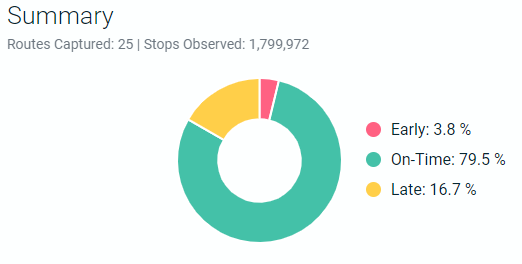 Summary
Routes Captured: 25 | Stops Observed: 1,799,972
Early: 3.8 %
On-Time: 79.5 %
Late: 16.7 %